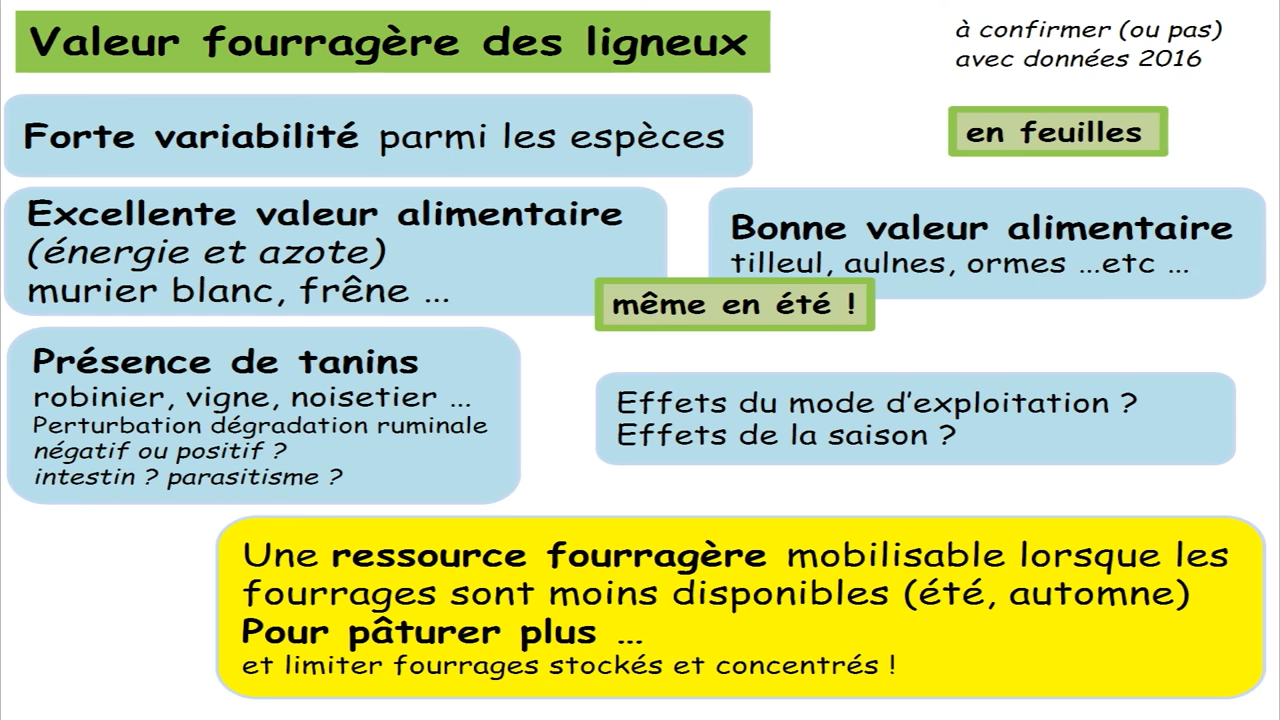 Valeur fourragère des ligneux
à confirmer (ou pas)
avec données 2016
Forte variabilité parmi les espèces
en feuilles
Excellente valeur alimentaire
(énergie et azote)
murier blanc, frêne ...
Bonne valeur alimentaire
tilleul, aulnes, ormes ...etc ...
même en été !
Présence de tanins
robinier, vigne, noisetier ...
Perturbation dégradation ruminale
négatif ou positif ?
intestin ? parasitisme ?
Effets du mode d'exploitation ?
Effets de la saison ?
Une ressource fourragère mobilisable lorsque les
fourrages sont moins disponibles (été, automne)
Pour pâturer plus ...
et limiter fourrages stockés et concentrés !